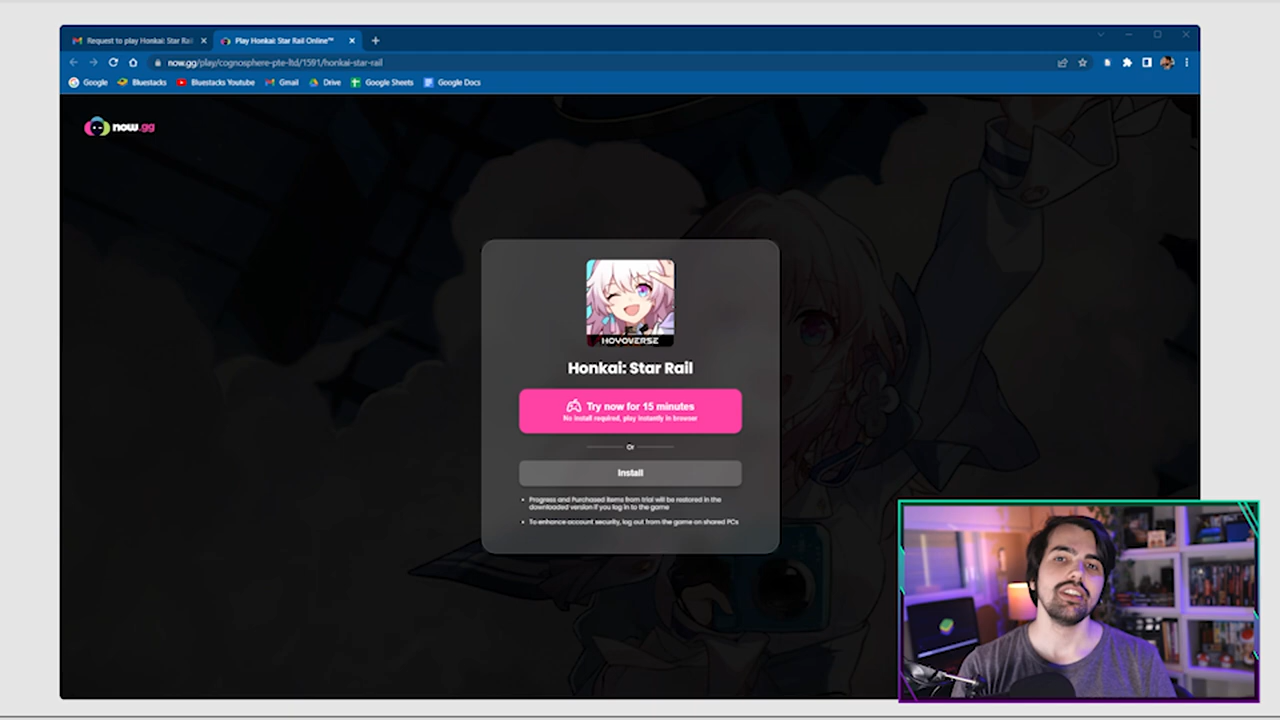 Request to play Honkai: Star Rai
Play Honkai: Star Rail Online™
now.gg/play/cognosphere-pte-ltd/1591/honkai-star-rail
Google
Bluestacks
Bluestacks Youtube
Gmail
Drive
Google Sheets
Google Docs
now.gg
HOYOVERSE
Honkai: Star Rail
Try now for 15 minutes
No install required, play instantly in browser
Or
Install
• Progress and Purchased items from trial will be restored in the
downloaded version if you log in to the game
• To enhance account security, log out from the game on shared PCs